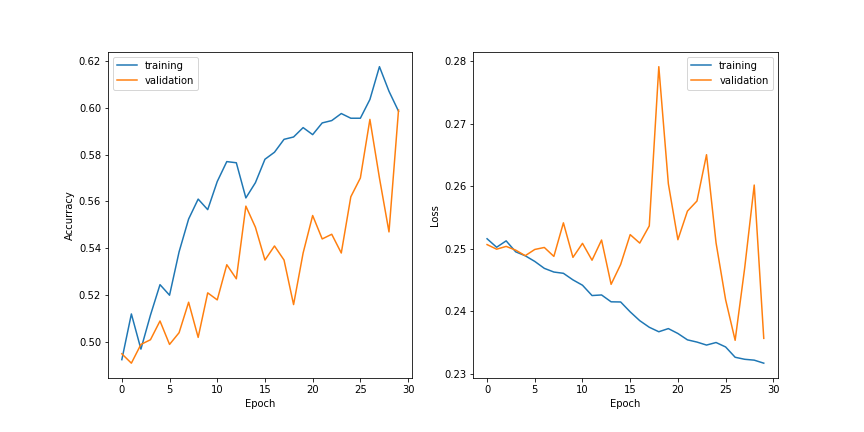 training
validation
0.62
0.60
0.58
0.56
0.54
0.52
0.50
Accurracy
0 5 10 15 20 25 30
Epoch
training
validation
0.28
0.27
0.26
0.25
0.24
0.23
Loss
0 5 10 15 20 25 30
Epoch